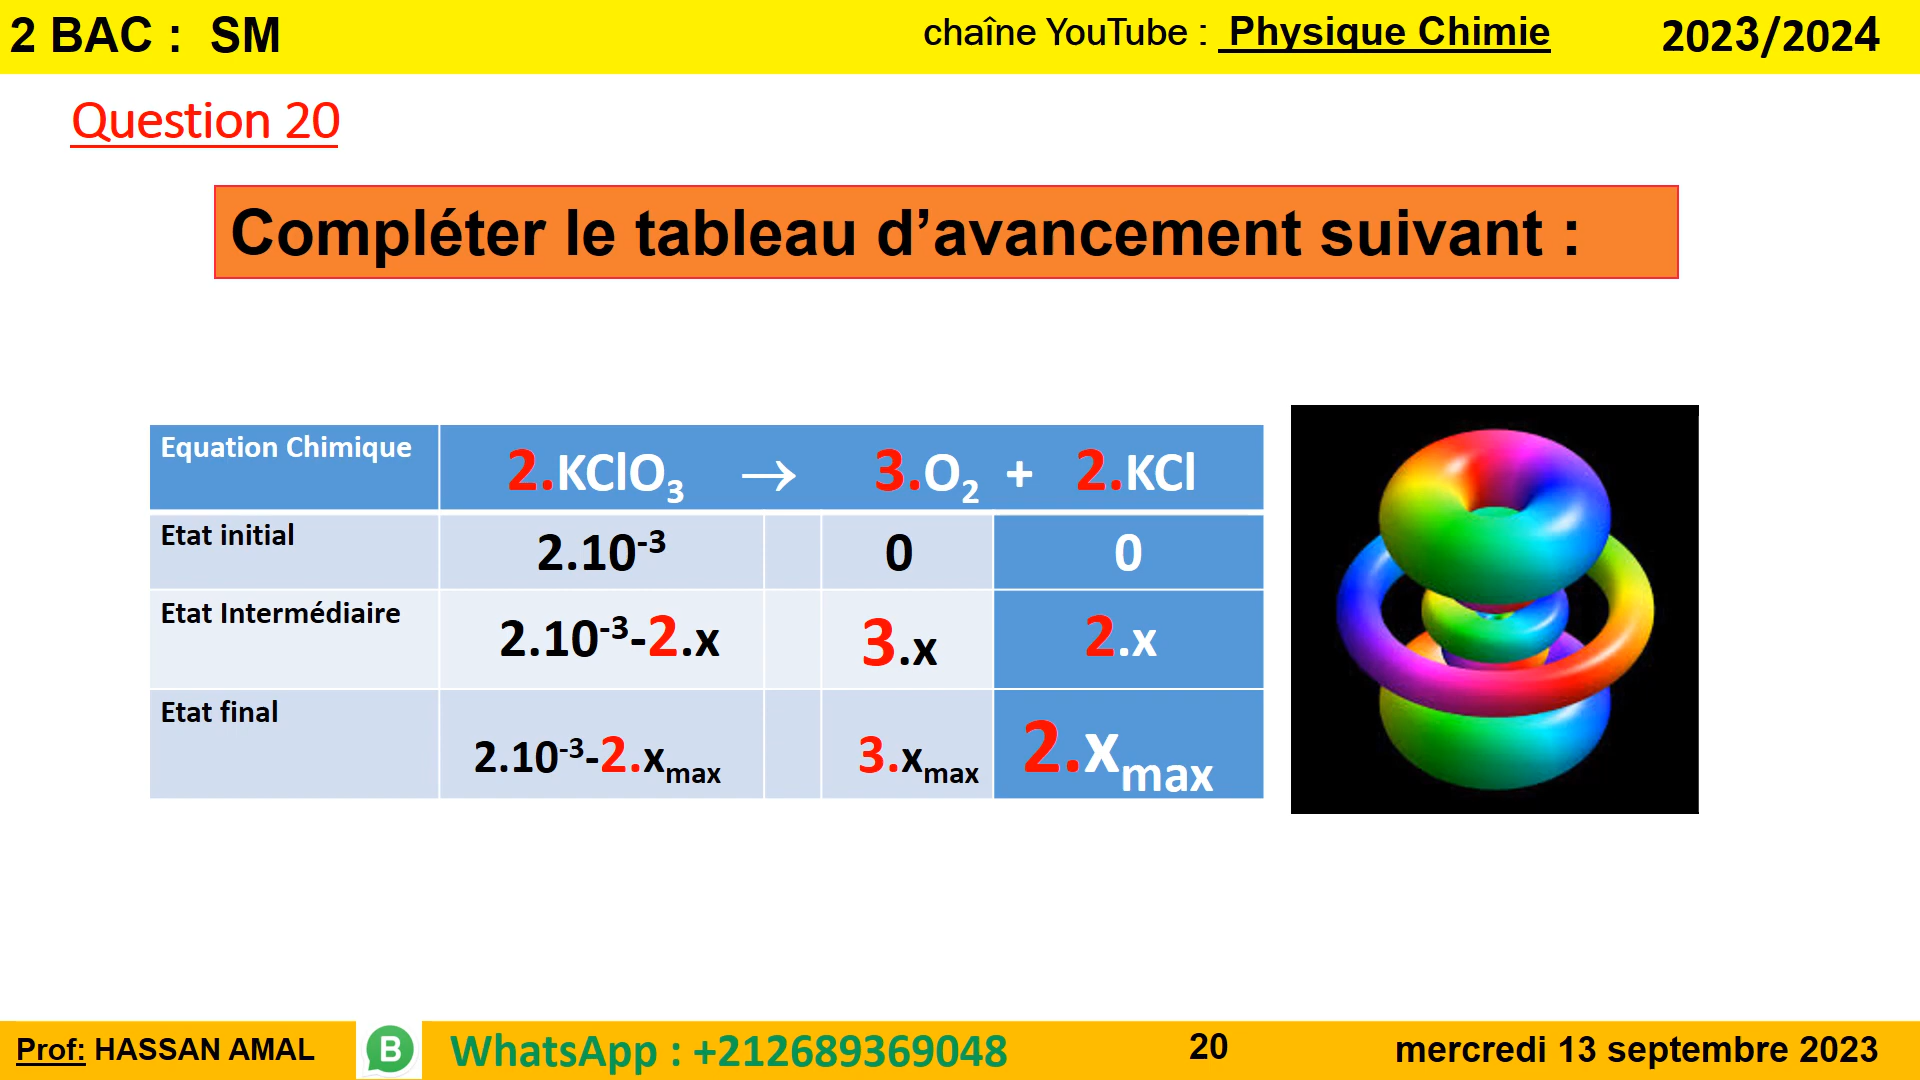 2 BAC : SM chaîne YouTube : Physique Chimie 2023/2024
Question 20
Compléter le tableau d’avancement suivant :
Equation Chimique 2.KClO₃ → 3.O₂ + 2.KCl
Etat initial 2.10⁻³ 0 0
Etat Intermédiaire 2.10⁻³-2.x 3.x 2.x
Etat final 2.10⁻³-2.xmax 3.xmax 2.xmax
Prof: HASSAN AMAL B WhatsApp : +212689369048 20 mercredi 13 septembre 2023